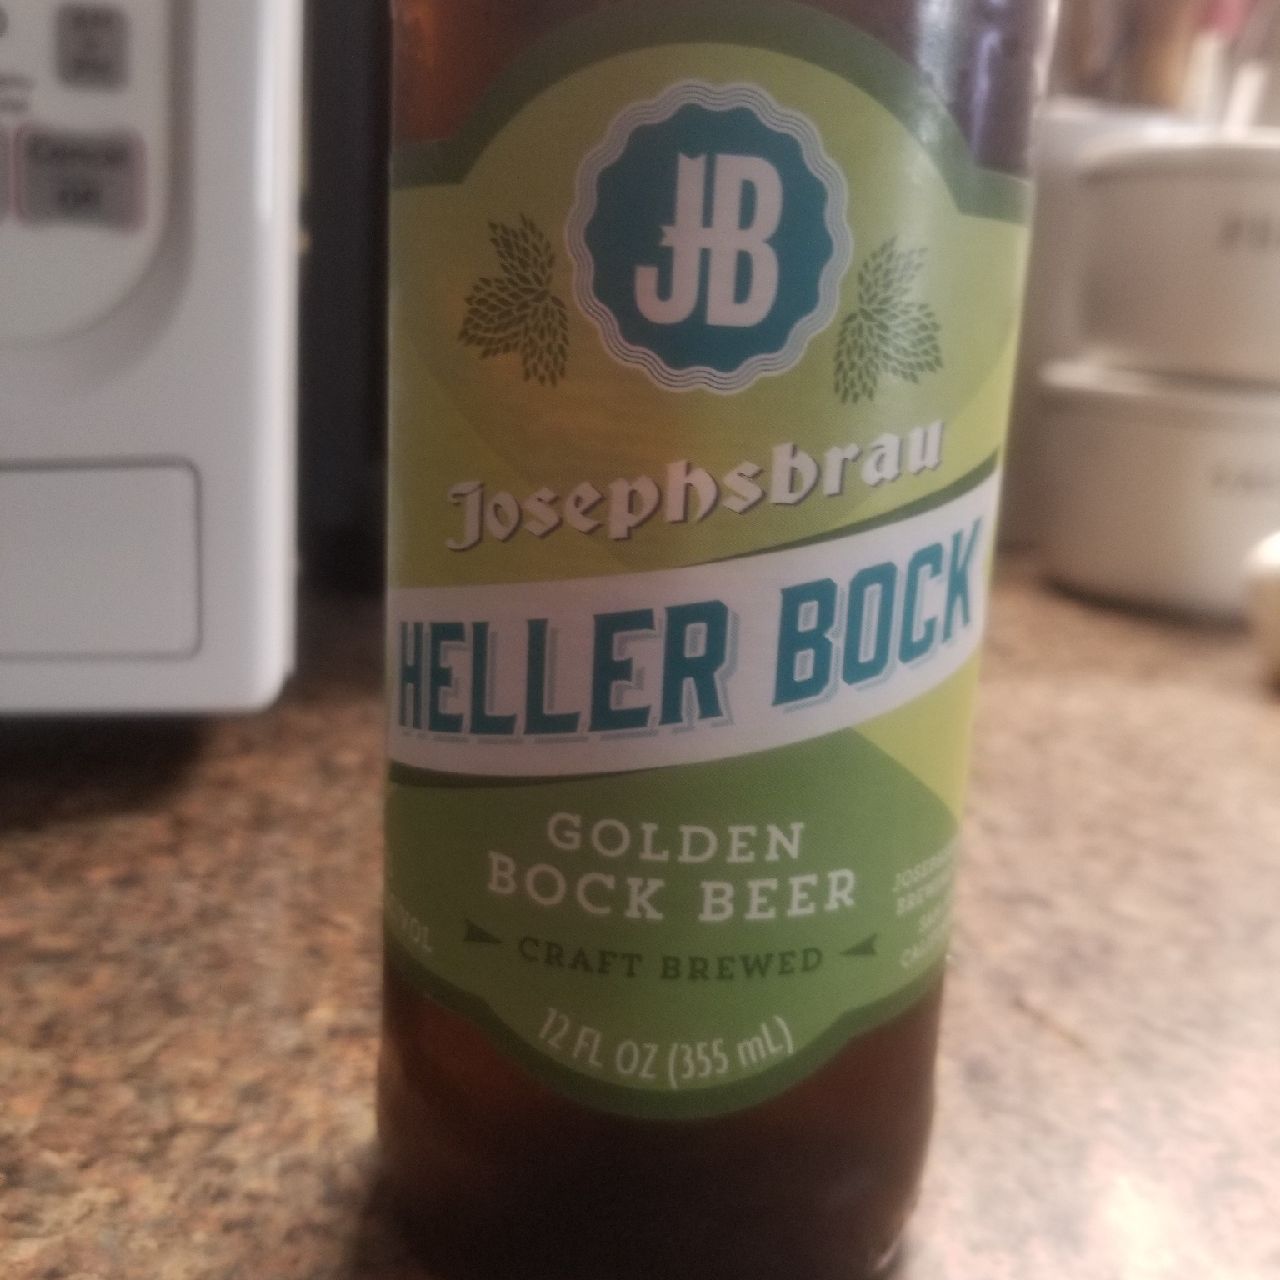 JB
Josephsbrau
HELLER BOCK
GOLDEN
BOCK BEER
CRAFT BREWED
12 FL OZ (355 mL)